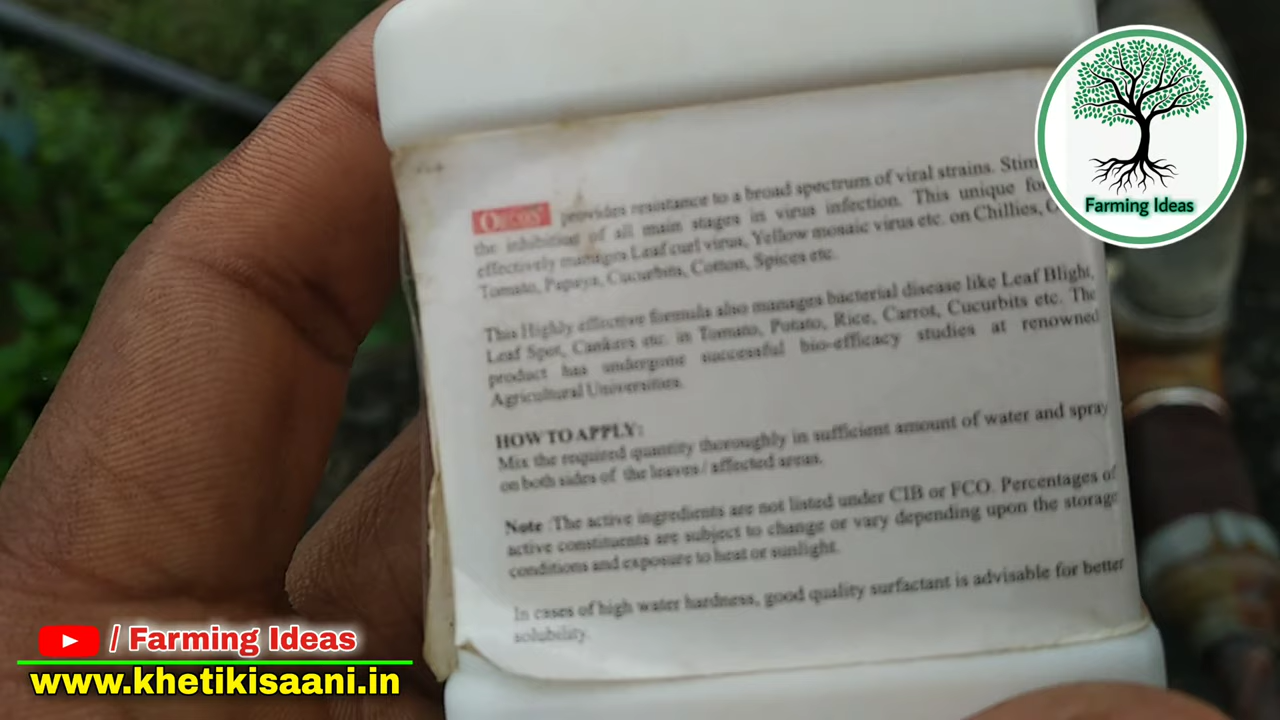 provides resistance to a broad spectrum of viral strains.
the inhibition of all main stages in virus infection. This unique
effectively manages Leaf curl virus, Yellow mosaic virus etc. on Chillies,
Tomato, Papaya, Cucurbits, Cotton, Spices etc.
This Highly effective formula also manages bacterial disease like Leaf Blight,
Leaf Spot, Cankers etc. in Tomato, Potato, Rice, Carrot, Cucurbits etc. The
product has undergone successful bio-efficacy studies at renowned
Agricultural Universities.
HOW TO APPLY:
Mix the required quantity thoroughly in sufficient amount of water and spray
on both sides of the leaves / affected areas.
Note :The active ingredients are not listed under CIB or FCO. Percentages of
active constituents are subject to change or vary depending upon the storage
conditions and exposure to heat or sunlight.
In cases of high water hardness, good quality surfactant is advisable for better
solubility.
Farming Ideas
/ Farming Ideas
www.khetikisaani.in